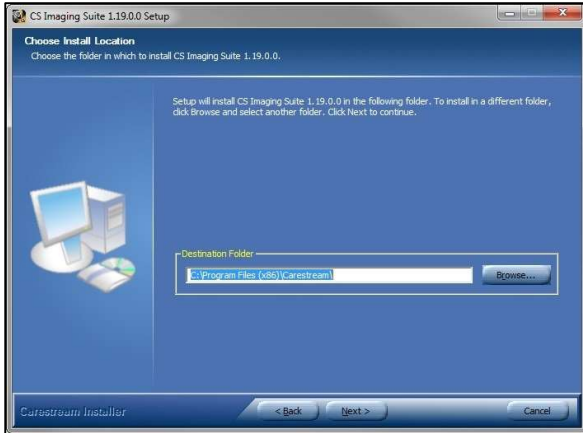 CS Imaging Suite 1.19.0.0 Setup
Choose Install Location
Choose the folder in which to install CS Imaging Suite 1.19.0.0.
Setup will install CS Imaging Suite 1.19.0.0 in the following folder. To install in a different folder,
click Browse and select another folder. Click Next to continue.
Destination Folder
C:\Program Files (x86)\Carestream\
Browse...
Carestream Installer
< Back
Next >
Cancel